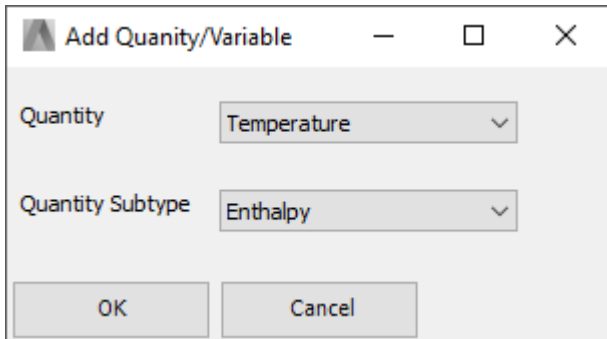 Add Quanity/Variable
Quantity Temperature
Quantity Subtype Enthalpy
OK Cancel